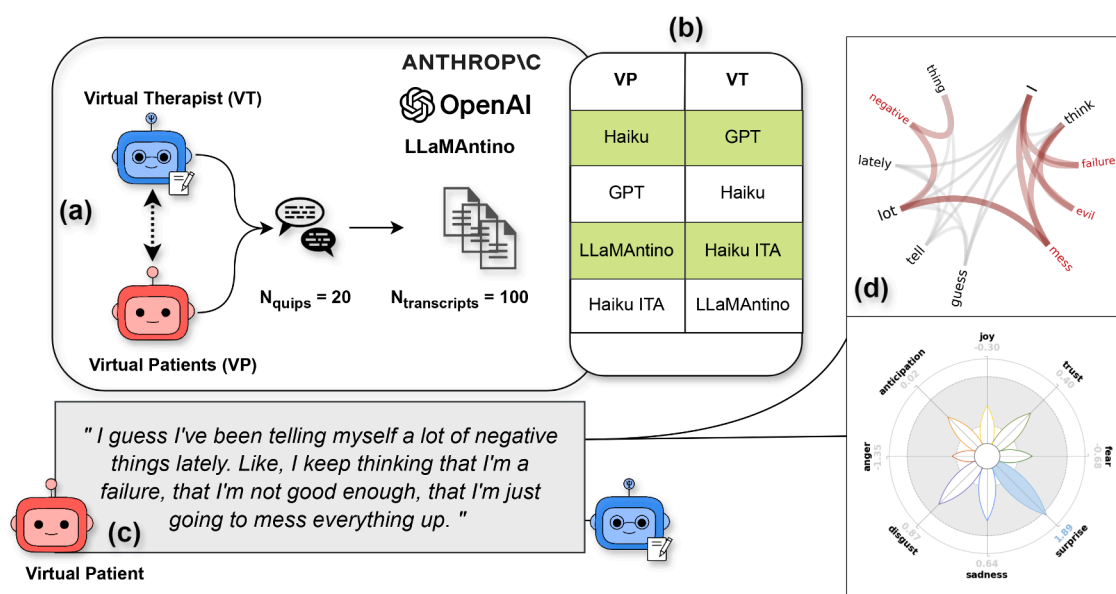 (b)
ANTHROP\C
OpenAI
LLaMAntino
Virtual Therapist (VT)
(a)
N_quips = 20
N_transcripts = 100
Virtual Patients (VP)
VP VT
Haiku GPT
GPT Haiku
LLaMAntino Haiku ITA
Haiku ITA LLaMAntino
" I guess I've been telling myself a lot of negative
things lately. Like, I keep thinking that I'm a
failure, that I'm not good enough, that I'm just
going to mess everything up. "
(c)
Virtual Patient
thing
negative
lately
lot
tell
guess
I
think
failure
evil
mess
(d)
joy
-0.30
trust
0.40
fear
-0.68
surprise
1.89
sadness
0.64
disgust
0.87
anger
-1.35
anticipation
0.02